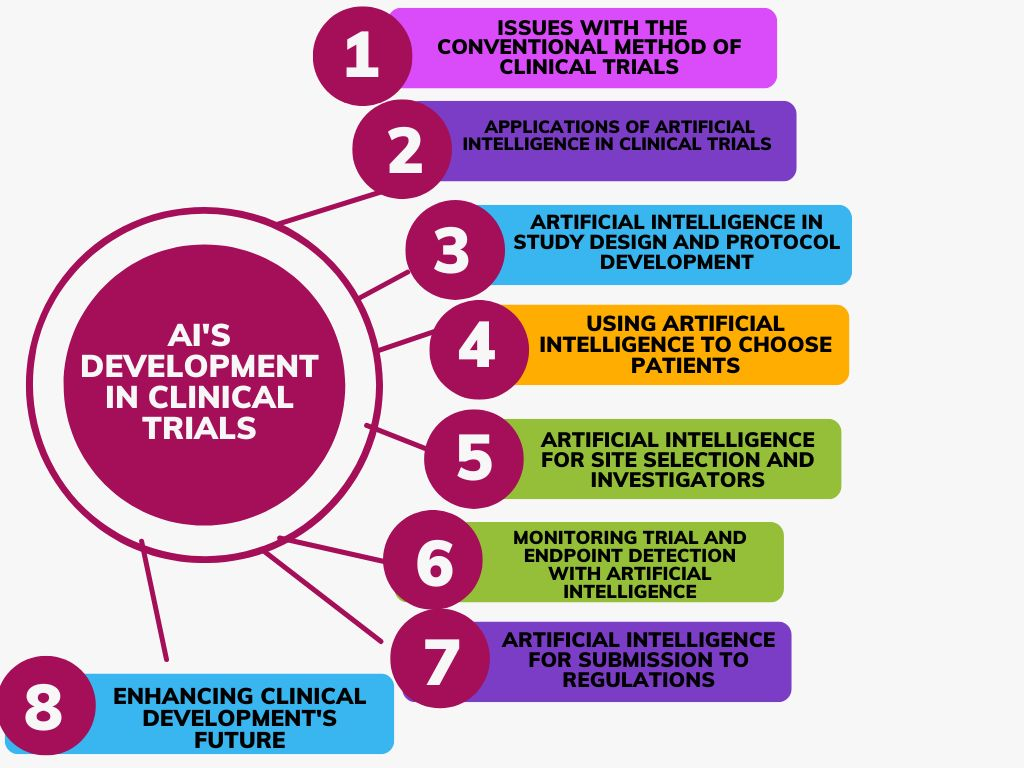 1
ISSUES WITH THE
CONVENTIONAL METHOD OF
CLINICAL TRIALS
2
APPLICATIONS OF ARTIFICIAL
INTELLIGENCE IN CLINICAL TRIALS
3
ARTIFICIAL INTELLIGENCE IN
STUDY DESIGN AND PROTOCOL
DEVELOPMENT
AI'S
DEVELOPMENT
IN CLINICAL
TRIALS
4
USING ARTIFICIAL
INTELLIGENCE TO CHOOSE
PATIENTS
5
ARTIFICIAL INTELLIGENCE
FOR SITE SELECTION AND
INVESTIGATORS
6
MONITORING TRIAL AND
ENDPOINT DETECTION
WITH ARTIFICIAL
INTELLIGENCE
7
ARTIFICIAL INTELLIGENCE
FOR SUBMISSION TO
REGULATIONS
8
ENHANCING CLINICAL
DEVELOPMENT'S
FUTURE